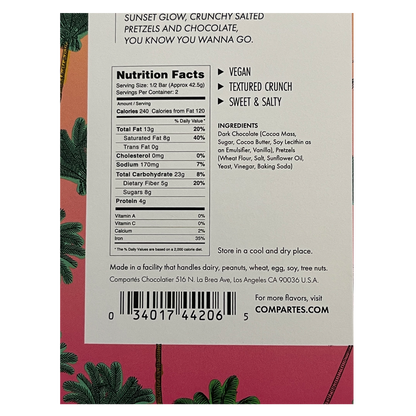 SUNSET GLOW, CRUNCHY SALTED
PRETZELS AND CHOCOLATE,
YOU KNOW YOU WANNA GO.
Nutrition Facts
Serving Size: 1/2 Bar (Approx 42.5g)
Servings Per Container: 2
Amount / Serving
Calories 240 Calories from Fat 120
% Daily Value*
Total Fat 13g 20%
Saturated Fat 8g 40%
Trans Fat 0g
Cholesterol 0mg 0%
Sodium 170mg 7%
Total Carbohydrate 23g 8%
Dietary Fiber 5g 20%
Sugars 8g
Protein 4g
Vitamin A 0%
Vitamin C 0%
Calcium 2%
Iron 35%
* The % Daily Values are based on a 2,000 calorie diet.
VEGAN
TEXTURED CRUNCH
SWEET & SALTY
INGREDIENTS
Dark Chocolate (Cocoa Mass,
Sugar, Cocoa Butter, Soy Lecithin as
an Emulsifier, Vanilla), Pretzels
(Wheat Flour, Salt, Sunflower Oil,
Yeast, Vinegar, Baking Soda)
Store in a cool and dry place.
Made in a facility that handles dairy, peanuts, wheat, egg, soy, tree nuts.
Compartes Chocolatier 516 N. La Brea Ave, Los Angeles CA 90036 U.S.A.
For more flavors, visit
COMPARTES.COM
0 34017 44206 5